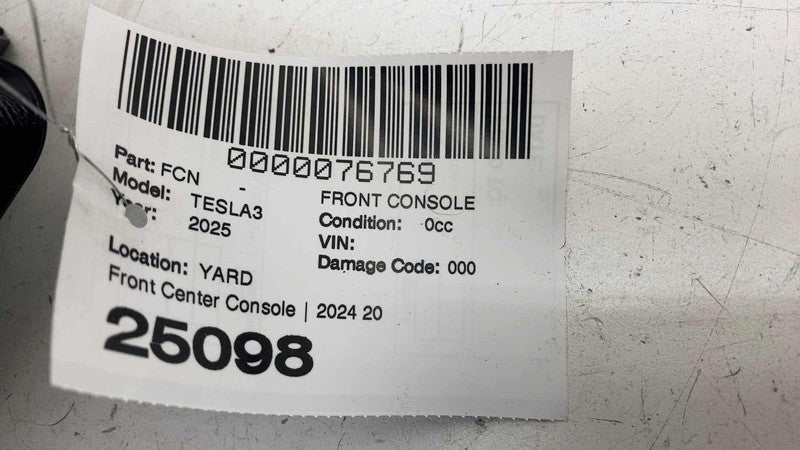 0000076769
Part: FCN -
FRONT CONSOLE
Model: TESLA3
Condition: 0cc
Year: 2025
VIN:
Damage Code: 000
Location: YARD
Front Center Console | 2024 20
25098